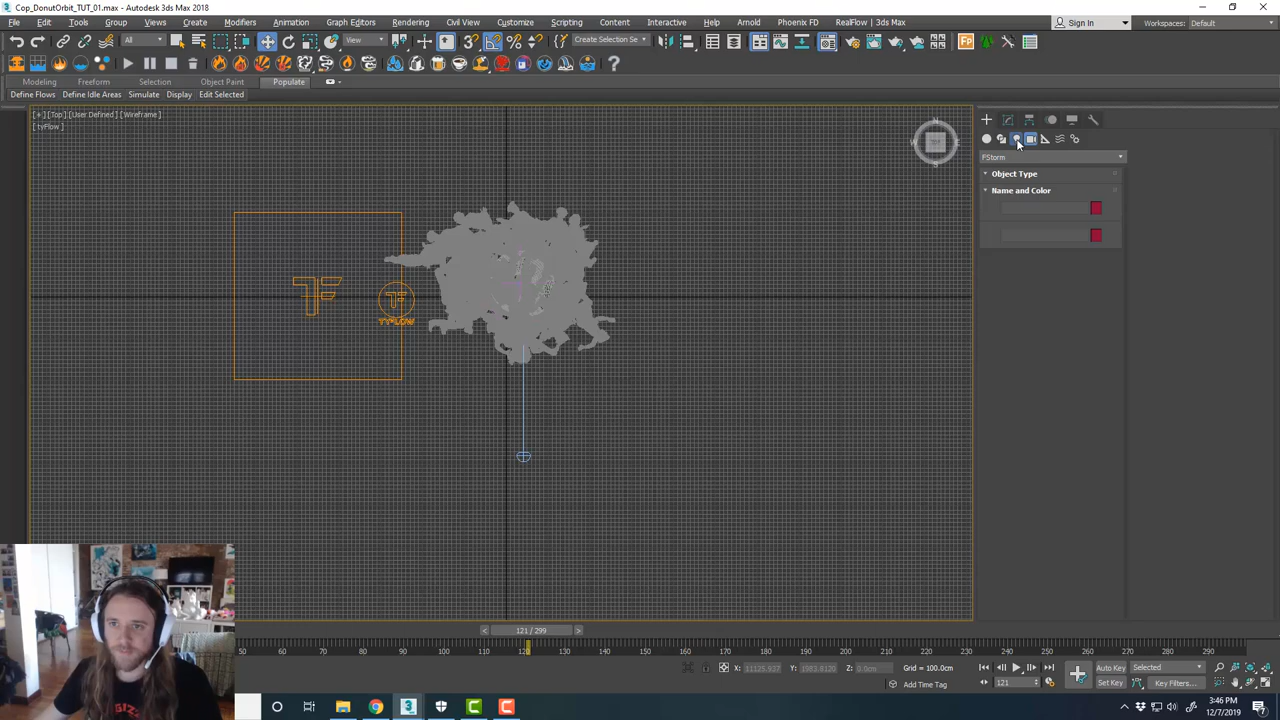 Cop_DonutOrbit_TUT_01.max - Autodesk 3ds Max 2018
File Edit Tools Group Views Create Modifiers Animation Graph Editors Rendering Civil View Customize Scripting Content Interactive Help Arnold Phoenix FD RealFlow | 3ds Max Sign In Workspaces: Default
All View Create Selection Se
Modeling Freeform Selection Object Paint Populate
Define Flows Define Idle Areas Simulate Display Edit Selected
[+] [Top] [User Defined] [Wireframe]
[tyFlow]
FStorm
Object Type
Name and Color
TF
TF
TYFLOW
121 / 299
50 60 70 80 90 100 110 120 130 140 150 160 170 180 190 200 210 220 230 240 250 260 270 280 290
X: 11125.927 Y: 1983.8120 Z: 0.0cm Grid = 100.0cm
Auto Key Selected
Add Time Tag
121
Set Key Key Filters...
3:46 PM
12/7/2019